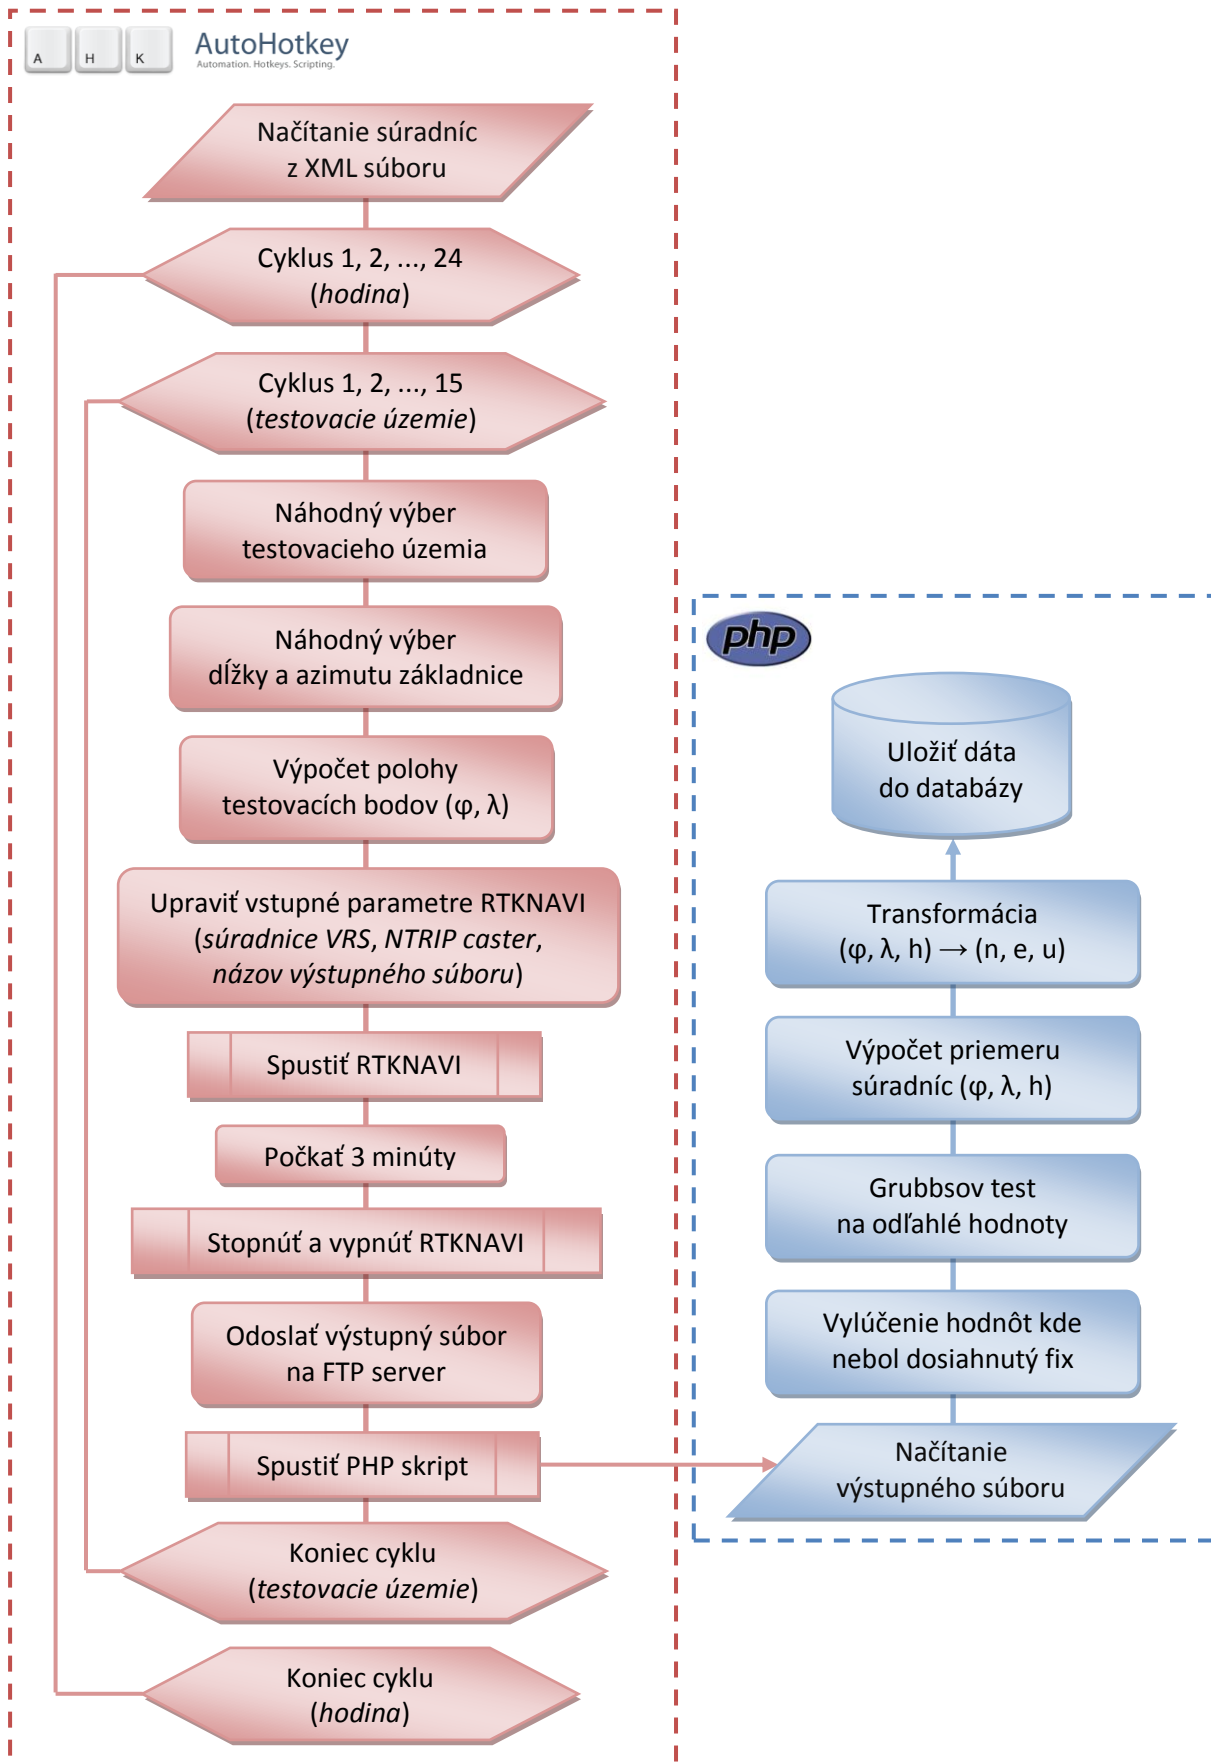 A H K
AutoHotkey
Automation. Hotkeys. Scripting.
Načítanie súradníc
z XML súboru
Cyklus 1, 2, ..., 24
(hodina)
Cyklus 1, 2, ..., 15
(testovacie územie)
Náhodný výber
testovacieho územia
Náhodný výber
dĺžky a azimutu základnice
Výpočet polohy
testovacích bodov (φ, λ)
Upraviť vstupné parametre RTKNAVI
(súradnice VRS, NTRIP caster,
názov výstupného súboru)
Spustiť RTKNAVI
Počkať 3 minúty
Stopnúť a vypnúť RTKNAVI
Odoslať výstupný súbor
na FTP server
Spustiť PHP skript
Koniec cyklu
(testovacie územie)
Koniec cyklu
(hodina)
php
Uložiť dáta
do databázy
Transformácia
(φ, λ, h) → (n, e, u)
Výpočet priemeru
súradníc (φ, λ, h)
Grubbsov test
na odľahlé hodnoty
Vylúčenie hodnôt kde
nebol dosiahnutý fix
Načítanie
výstupného súboru